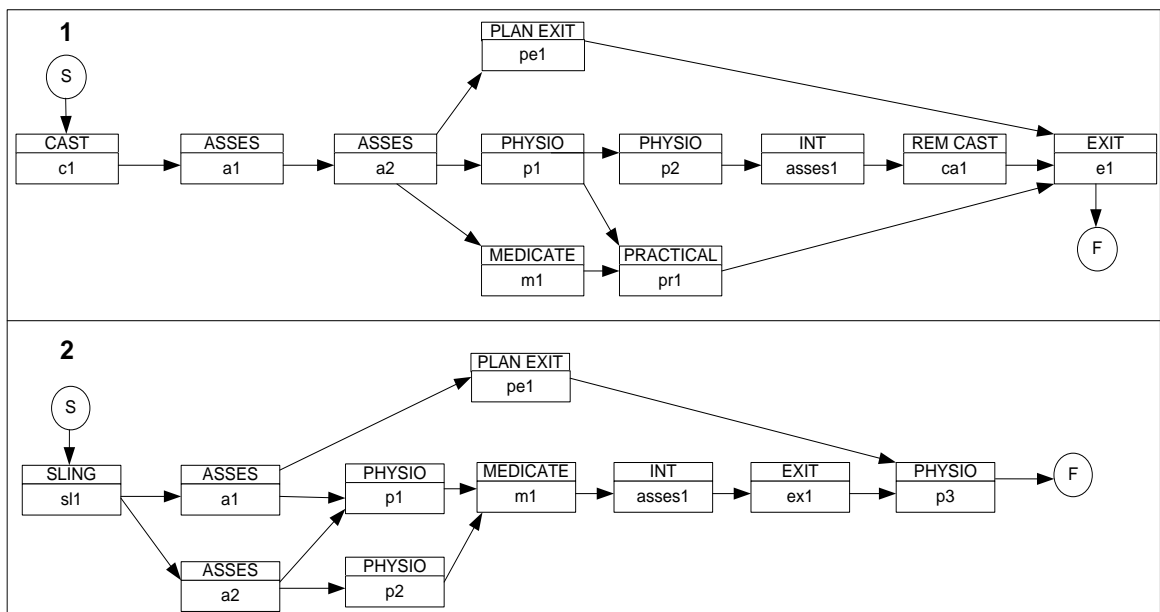 1
S
PLAN EXIT
pe1
CAST
c1
ASSES
a1
ASSES
a2
PHYSIO
p1
PHYSIO
p2
INT
asses1
REM CAST
ca1
EXIT
e1
MEDICATE
m1
PRACTICAL
pr1
F
2
S
PLAN EXIT
pe1
SLING
sl1
ASSES
a1
PHYSIO
p1
MEDICATE
m1
INT
asses1
EXIT
ex1
PHYSIO
p3
F
ASSES
a2
PHYSIO
p2